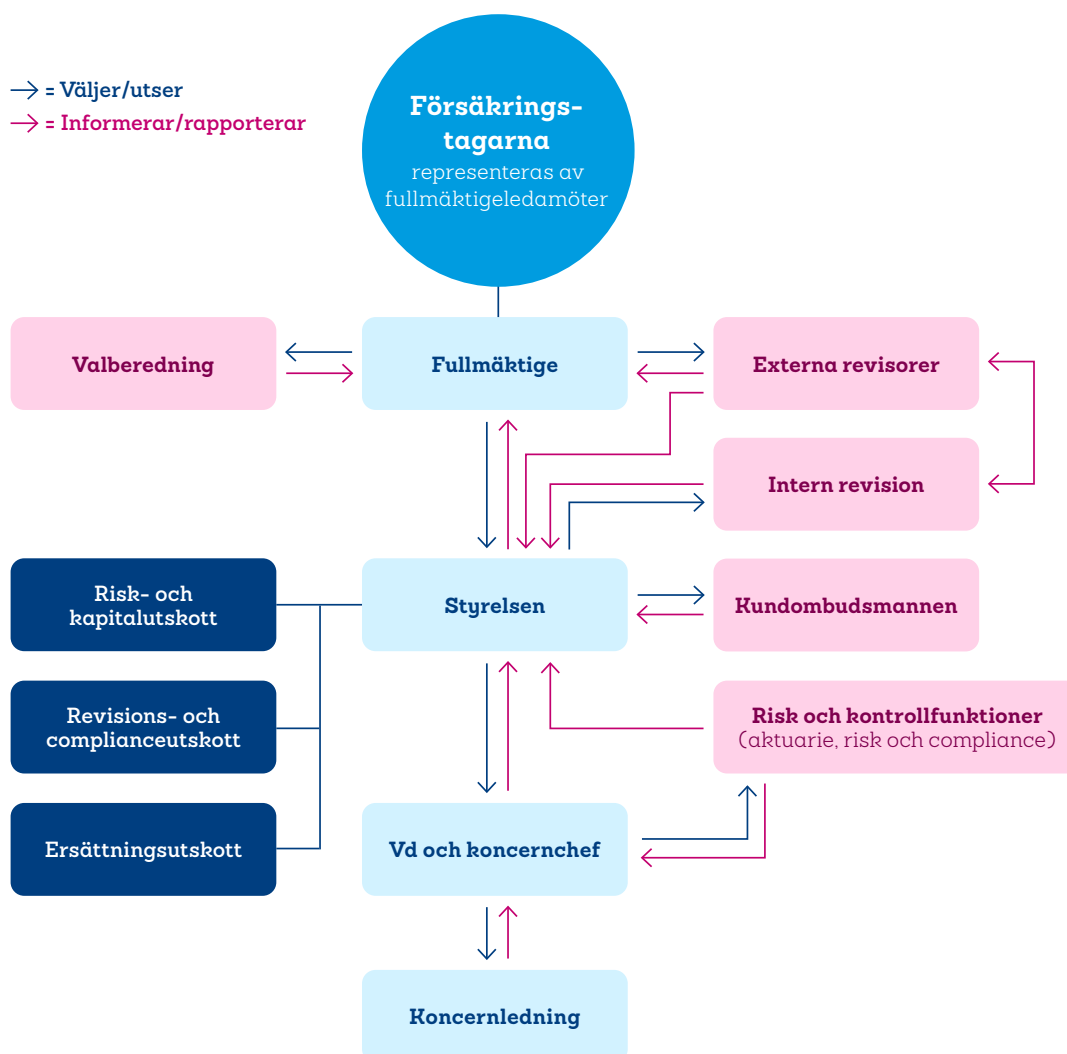 → = Väljer/utser
→ = Informerar/rapporterar
Försäkrings-
tagarna
representeras av
fullmäktigeledamöter
Valberedning
Fullmäktige
Externa revisorer
Intern revision
Risk- och
kapitalutskott
Styrelsen
Kundombudsmannen
Revisions- och
complianceutskott
Risk och kontrollfunktioner
(aktuarie, risk och compliance)
Ersättningsutskott
Vd och koncernchef
Koncernledning